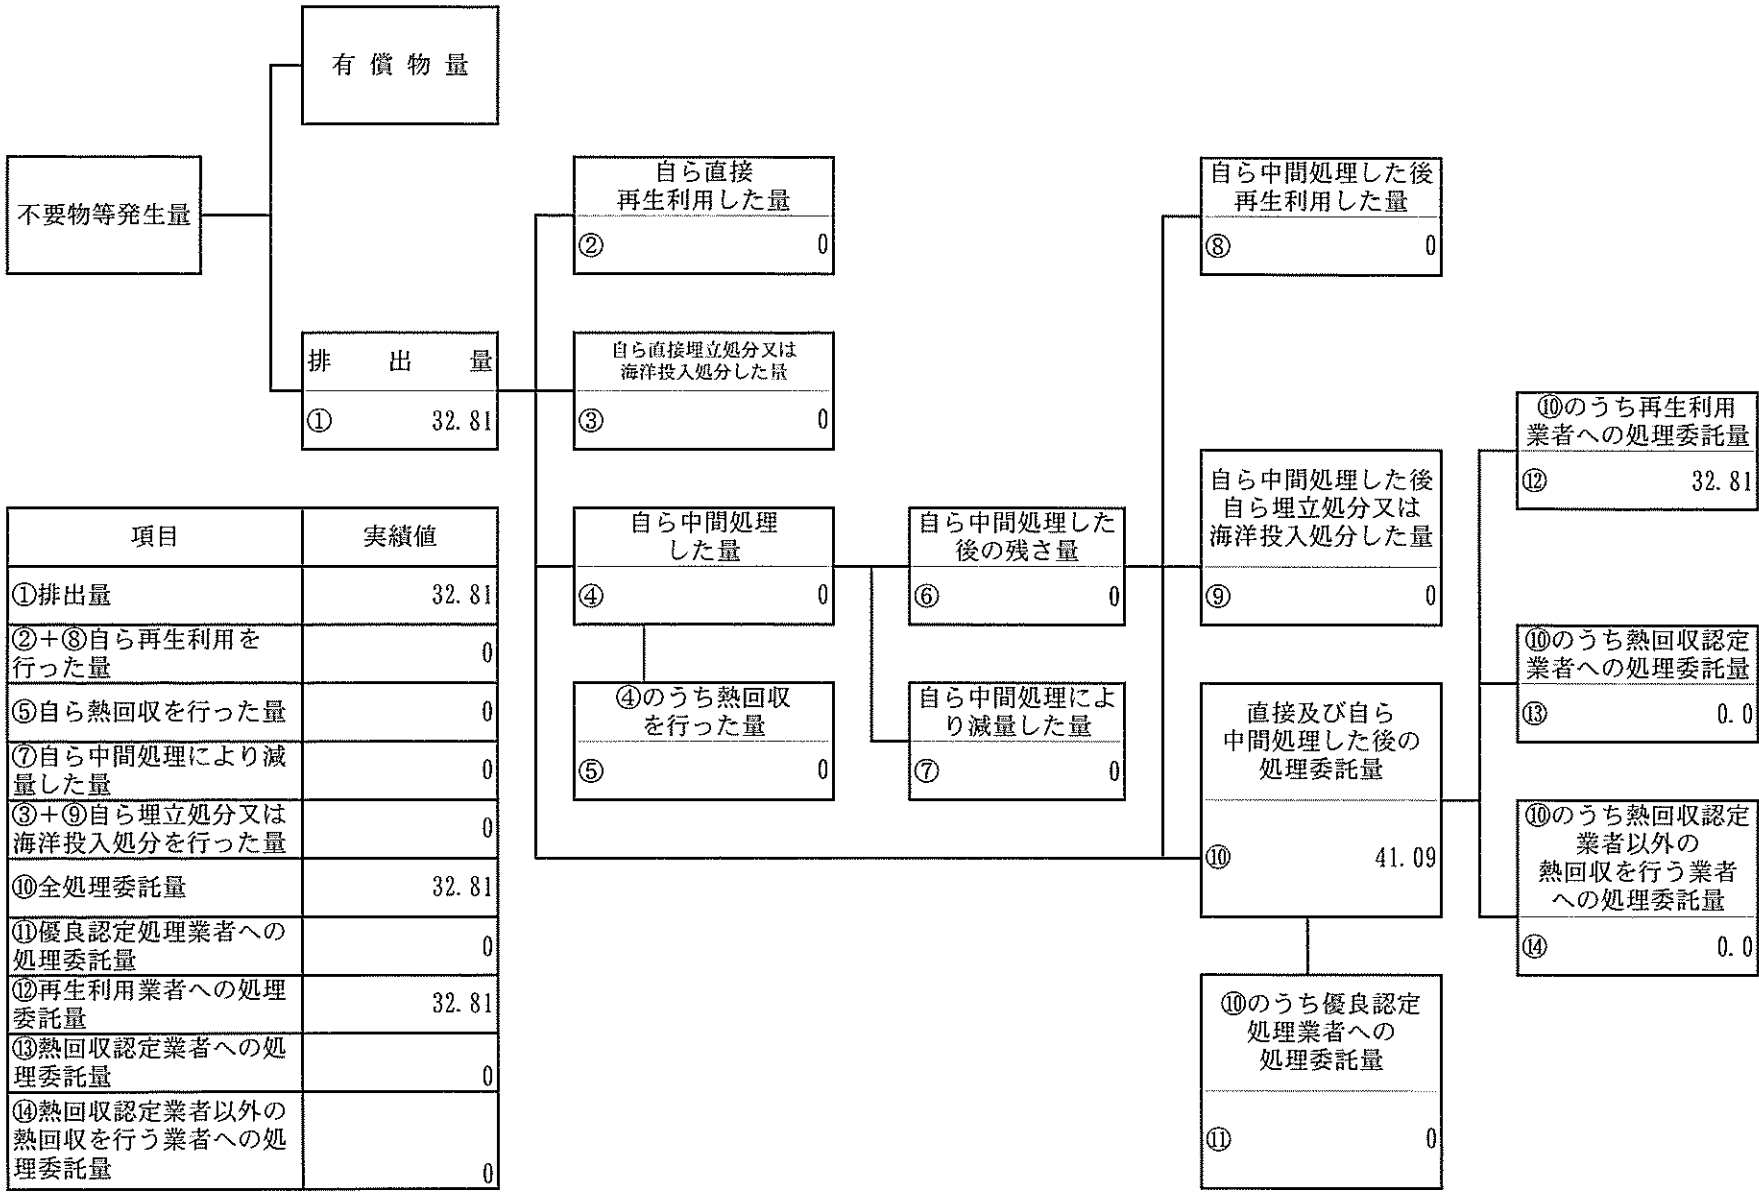 有償物量
不要物等発生量
排出量
① 32.81
自ら直接
再生利用した量
② 0
自ら直接埋立処分又は
海洋投入処分した量
③ 0
自ら中間処理
した量
④ 0
④のうち熱回収
を行った量
⑤ 0
自ら中間処理した
後の残さ量
⑥ 0
自ら中間処理によ
り減量した量
⑦ 0
自ら中間処理した後
再生利用した量
⑧ 0
自ら中間処理した後
自ら埋立処分又は
海洋投入処分した量
⑨ 0
直接及び自ら
中間処理した後の
処理委託量
⑩ 41.09
⑩のうち優良認定
処理業者への
処理委託量
⑪ 0
⑩のうち再生利用
業者への処理委託量
⑫ 32.81
⑩のうち熱回収認定
業者への処理委託量
⑬ 0.0
⑩のうち熱回収認定
業者以外の
熱回収を行う業者
への処理委託量
⑭ 0.0
項目 実績値
①排出量 32.81
②+⑧自ら再生利用を
行った量 0
⑤自ら熱回収を行った量 0
⑦自ら中間処理により減
量した量 0
③+⑨自ら埋立処分又は
海洋投入処分を行った量 0
⑩全処理委託量 32.81
⑪優良認定処理業者への
処理委託量 0
⑫再生利用業者への処理
委託量 32.81
⑬熱回収認定業者への処
理委託量 0
⑭熱回収認定業者以外の
熱回収を行う業者への処
理委託量 0